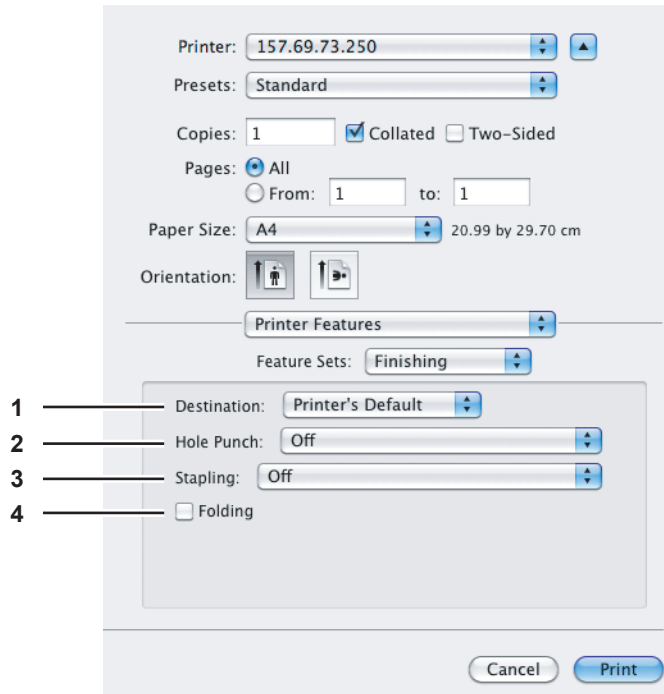 Printer: 157.69.73.250
Presets: Standard
Copies: 1 Collated Two-Sided
Pages: All
From: 1 to: 1
Paper Size: A4 20.99 by 29.70 cm
Orientation:
Printer Features
Feature Sets: Finishing
1 Destination: Printer's Default
2 Hole Punch: Off
3 Stapling: Off
4 Folding
Cancel Print